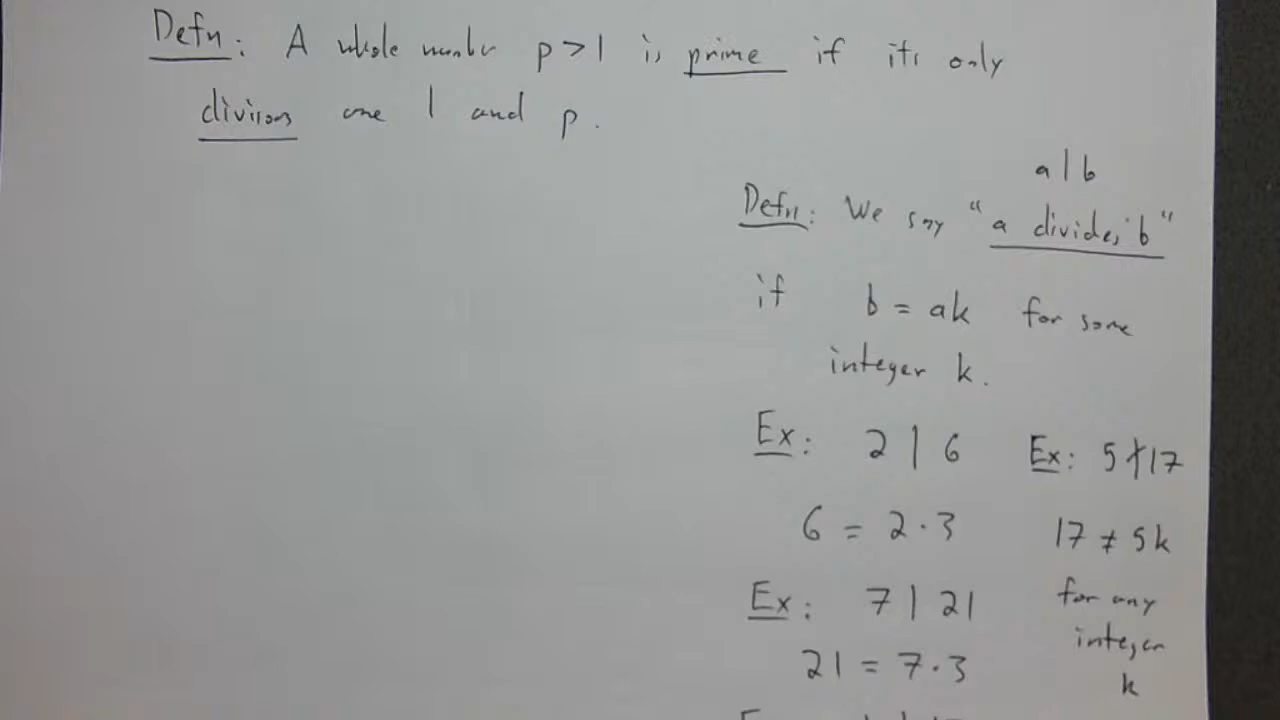 Defn: A whole number p > 1 is prime if its only
divisors are 1 and p.
a | b
Defn: We say "a divides b"
if b = ak for some
integer k.
Ex: 2 | 6
6 = 2·3
Ex: 7 | 21
21 = 7·3
Ex: 5 ∤ 17
17 ≠ 5k
for any
integer
k